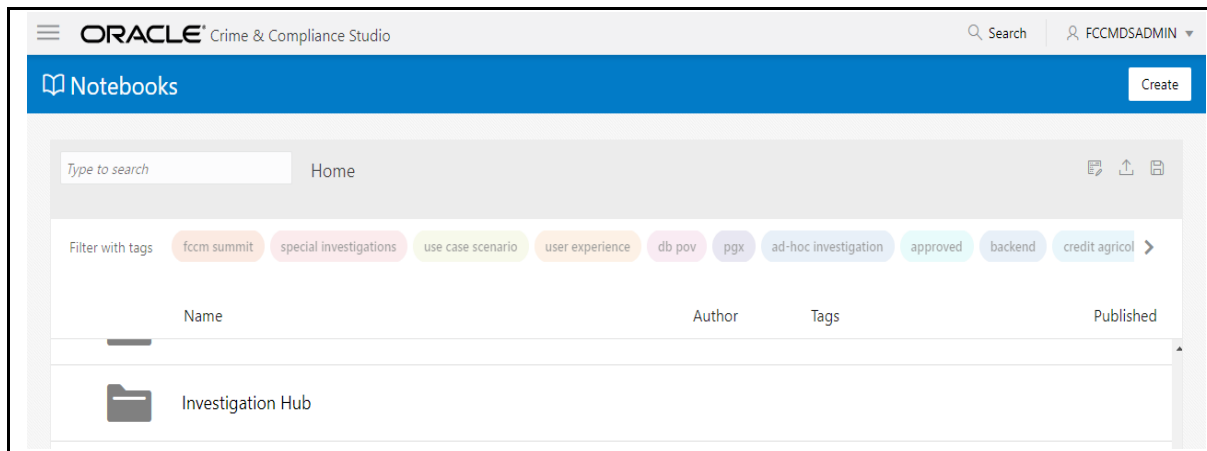 ORACLE® Crime & Compliance Studio Search FCCMDSADMIN
Notebooks Create
Type to search Home
Filter with tags fccm summit special investigations use case scenario user experience db pov pgx ad-hoc investigation approved backend credit agricol
Name Author Tags Published
Investigation Hub